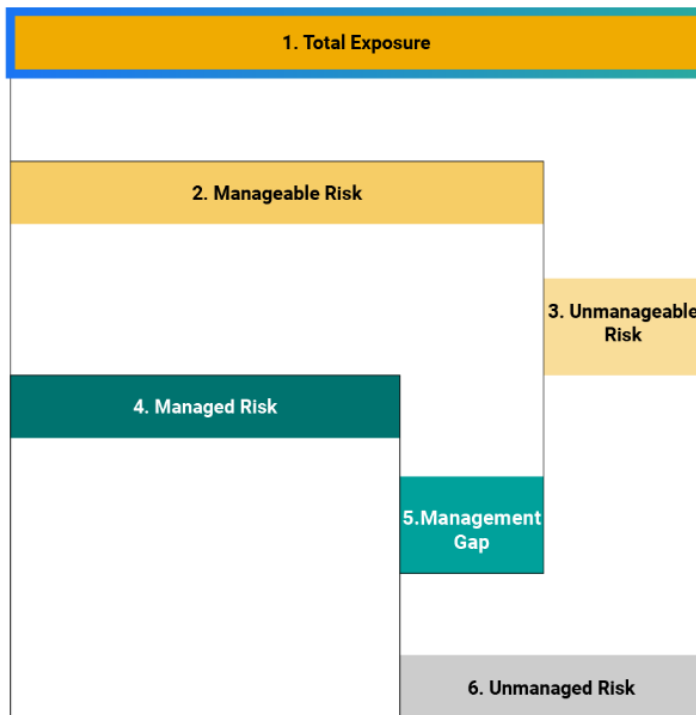 1. Total Exposure
2. Manageable Risk
3. Unmanageable
Risk
4. Managed Risk
5.Management
Gap
6. Unmanaged Risk